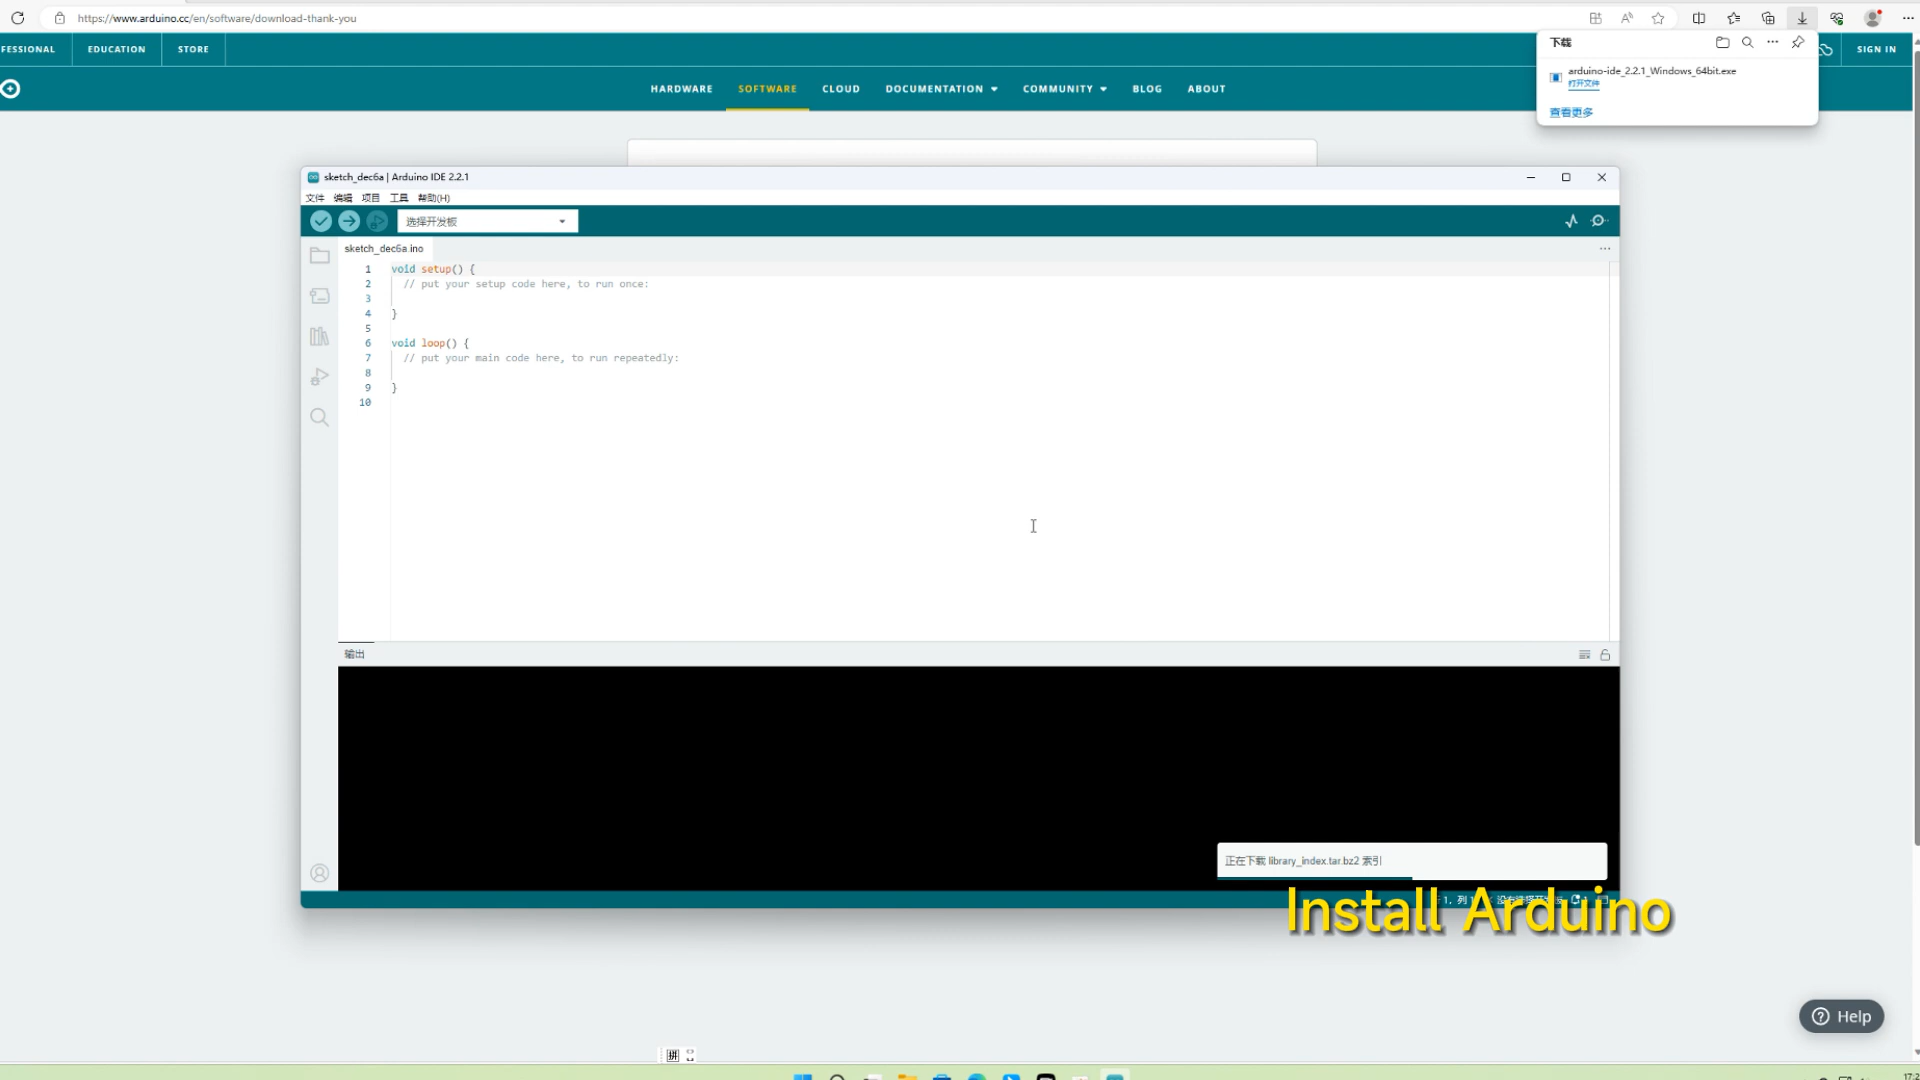 https://www.arduino.cc/en/software/download-thank-you
FESSIONAL
EDUCATION
STORE
SIGN IN
下载
arduino-ide_2.2.1_Windows_64bit.exe
打开文件
查看更多
HARDWARE
SOFTWARE
CLOUD
DOCUMENTATION
COMMUNITY
BLOG
ABOUT
sketch_dec6a | Arduino IDE 2.2.1
文件 编辑 项目 工具 帮助(H)
选择开发板
sketch_dec6a.ino
1 void setup() {
2 // put your setup code here, to run once:
3
4 }
5
6 void loop() {
7 // put your main code here, to run repeatedly:
8
9 }
10
输出
正在下载 library_index.tar.bz2 索引
Install Arduino
Help
拼